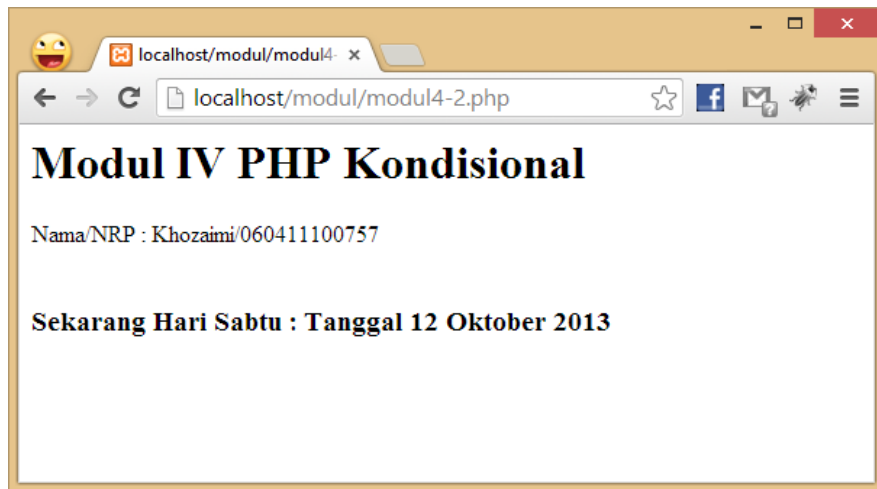 localhost/modul/modul4-
localhost/modul/modul4-2.php
Modul IV PHP Kondisional
Nama/NRP : Khozaimi/060411100757
Sekarang Hari Sabtu : Tanggal 12 Oktober 2013